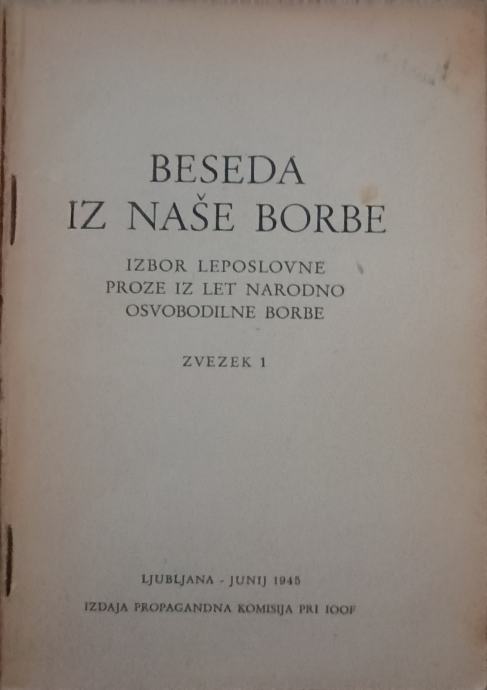 BESEDA
IZ NAŠE BORBE
IZBOR LEPOSLOVNE
PROZE IZ LET NARODNO
OSVOBODILNE BORBE
ZVEZEK 1
LJUBLJANA - JUNIJ 1945
IZDAJA PROPAGANDNA KOMISIJA PRI IOOF